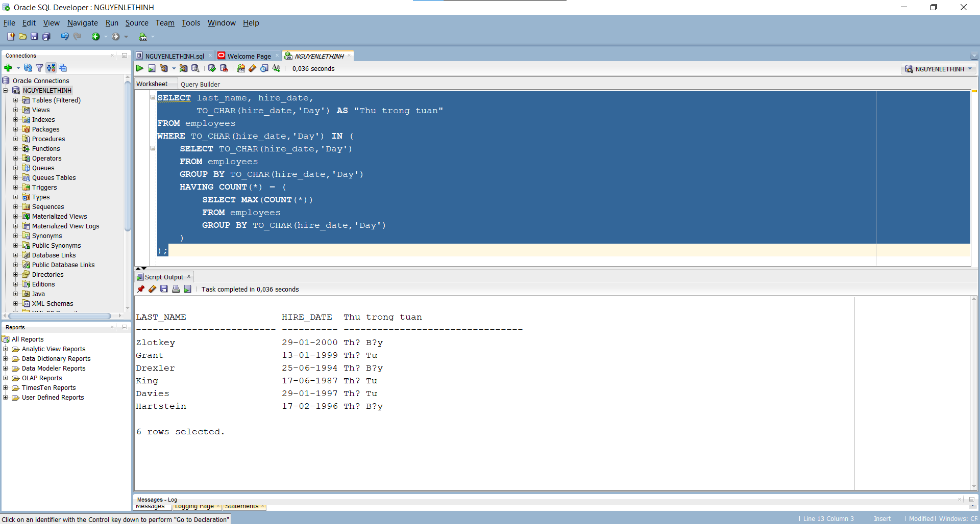 Oracle SQL Developer : NGUYENLETHINH
File Edit View Navigate Run Source Team Tools Window Help
Connections
NGUYENLETHINH.sql
Welcome Page
NGUYENLETHINH
0,036 seconds
NGUYENLETHINH
Worksheet Query Builder
Oracle Connections
NGUYENLETHINH
Tables (Filtered)
Views
Indexes
Packages
Procedures
Functions
Operators
Queues
Queues Tables
Triggers
Types
Sequences
Materialized Views
Materialized View Logs
Synonyms
Public Synonyms
Database Links
Public Database Links
Directories
Editions
Java
XML Schemas
SELECT last_name, hire_date,
TO_CHAR(hire_date,'Day') AS "Thu trong tuan"
FROM employees
WHERE TO_CHAR(hire_date,'Day') IN (
SELECT TO_CHAR(hire_date,'Day')
FROM employees
GROUP BY TO_CHAR(hire_date,'Day')
HAVING COUNT(*) = (
SELECT MAX(COUNT(*))
FROM employees
GROUP BY TO_CHAR(hire_date,'Day')
)
);
Script Output
Task completed in 0,036 seconds
LAST_NAME HIRE_DATE Thu trong tuan
Zlotkey 29-01-2000 Th? B?y
Grant 13-01-1999 Th? Tu
Drexler 25-06-1994 Th? B?y
King 17-06-1987 Th? Tu
Davies 29-01-1997 Th? Tu
Hartstein 17-02-1996 Th? B?y
6 rows selected.
Reports
All Reports
Analytic View Reports
Data Dictionary Reports
Data Modeler Reports
OLAP Reports
TimesTen Reports
User Defined Reports
Messages - Log
Messages Logging Page Statements
Click on an identifier with the Control key down to perform "Go to Declaration"
Line 13 Column 3 Insert Modified Windows: CF